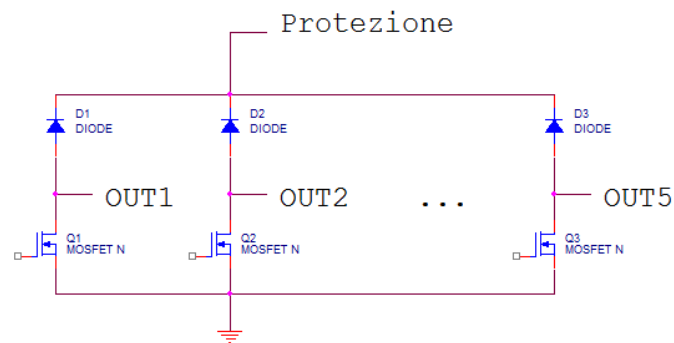 Protezione
D1
DIODE
D2
DIODE
D3
DIODE
OUT1
OUT2
...
OUT5
Q1
MOSFET N
Q2
MOSFET N
Q3
MOSFET N